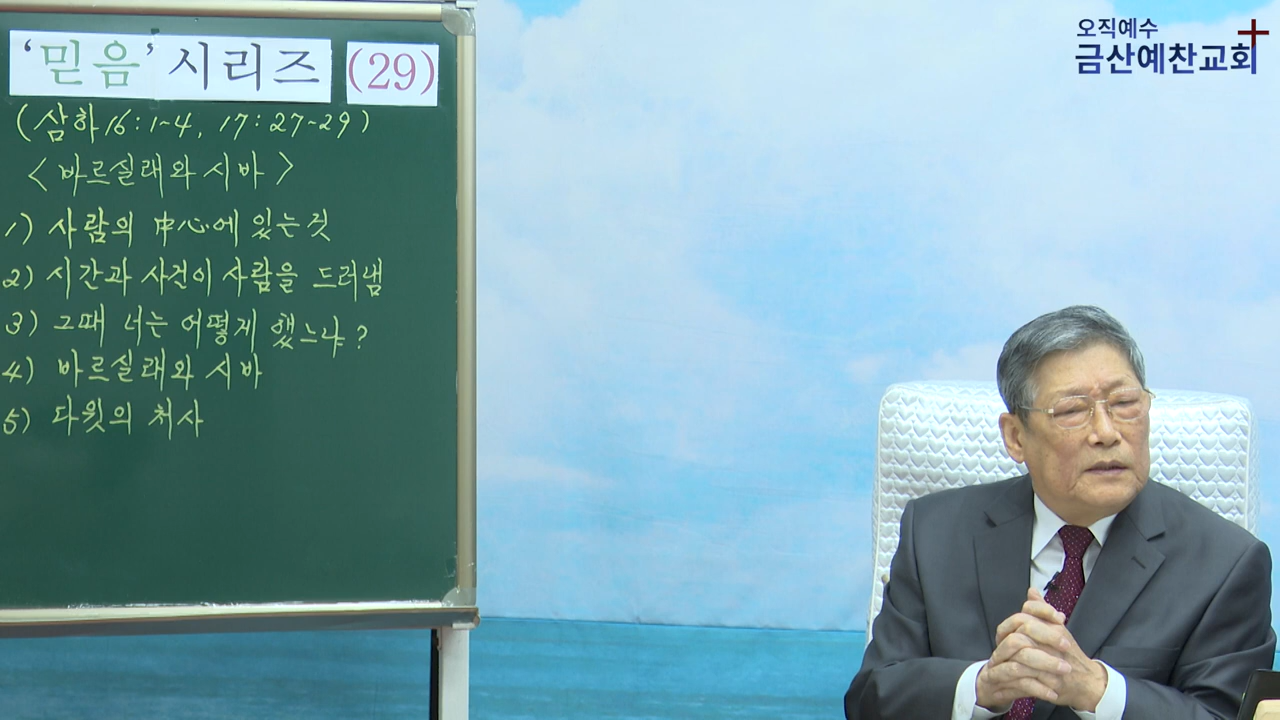 ‘믿음’ 시리즈 (29)
(삼하 16:1~4, 17:27~29)
<바르실래와 시바>
1) 사람의 中心에 있는 것
2) 시간과 사건이 사람을 드러냄
3) 그때 너는 어떻게 했느냐?
4) 바르실래와 시바
5) 다윗의 처사
오직예수
금산예찬교회